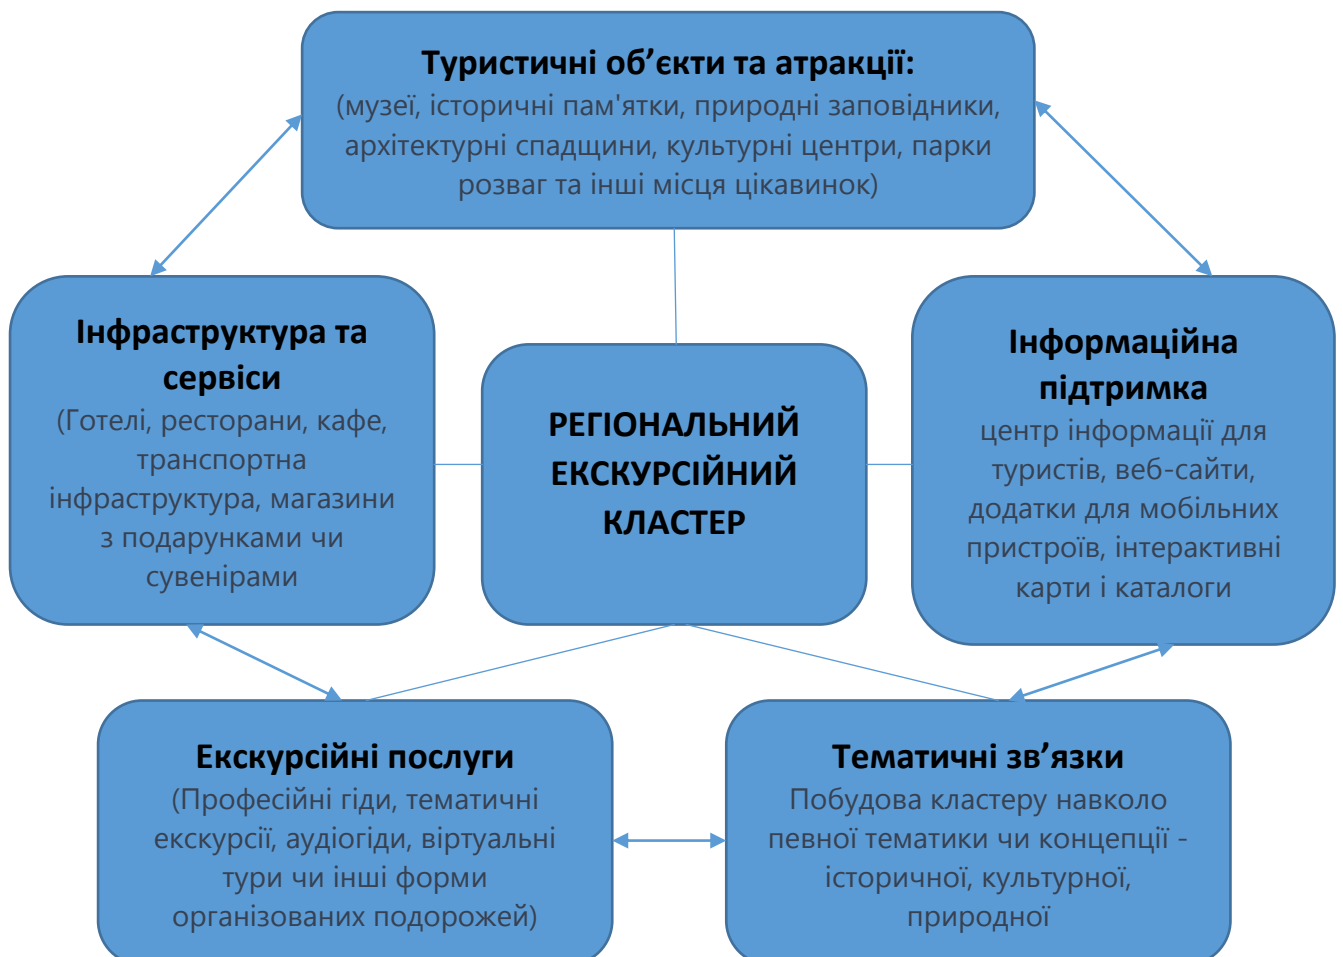 Туристичні об’єкти та атракції:
(музеї, історичні пам'ятки, природні заповідники,
архітектурні спадщини, культурні центри, парки
розваг та інші місця цікавинок)
Інфраструктура та
сервіси
(Готелі, ресторани, кафе,
транспортна
інфраструктура, магазини
з подарунками чи
сувенірами
РЕГІОНАЛЬНИЙ
ЕКСКУРСІЙНИЙ
КЛАСТЕР
Інформаційна
підтримка
центр інформації для
туристів, веб-сайти,
додатки для мобільних
пристроїв, інтерактивні
карти і каталоги
Екскурсійні послуги
(Професійні гіди, тематичні
екскурсії, аудіогіди, віртуальні
тури чи інші форми
організованих подорожей)
Тематичні зв’язки
Побудова кластеру навколо
певної тематики чи концепції -
історичної, культурної,
природної